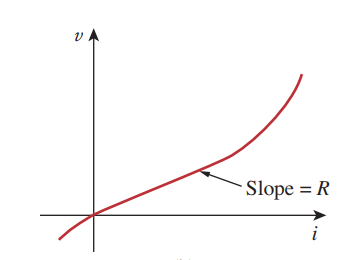 v
Slope = R
i